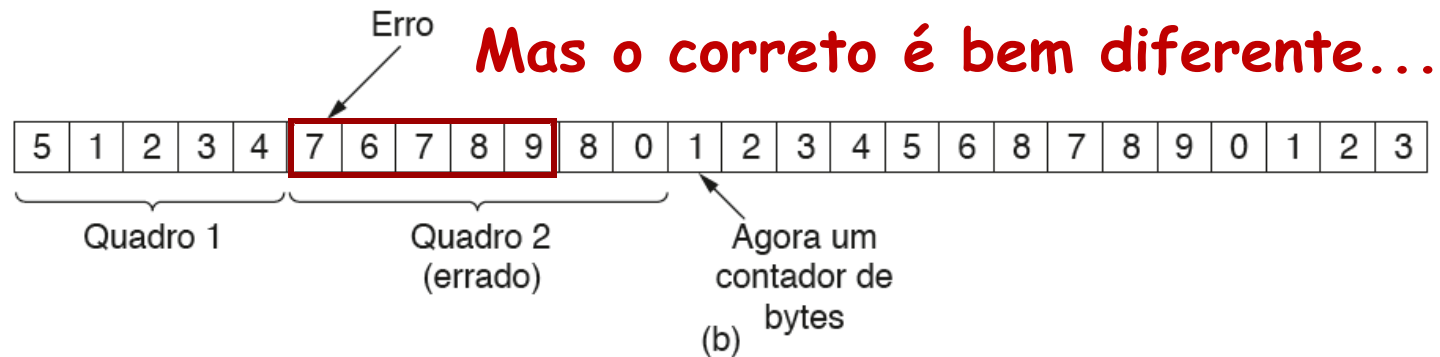 Erro
Mas o correto é bem diferente...
5 1 2 3 4 7 6 7 8 9 8 0 1 2 3 4 5 6 8 7 8 9 0 1 2 3
Quadro 1
Quadro 2
(errado)
Agora um
contador de
bytes
(b)